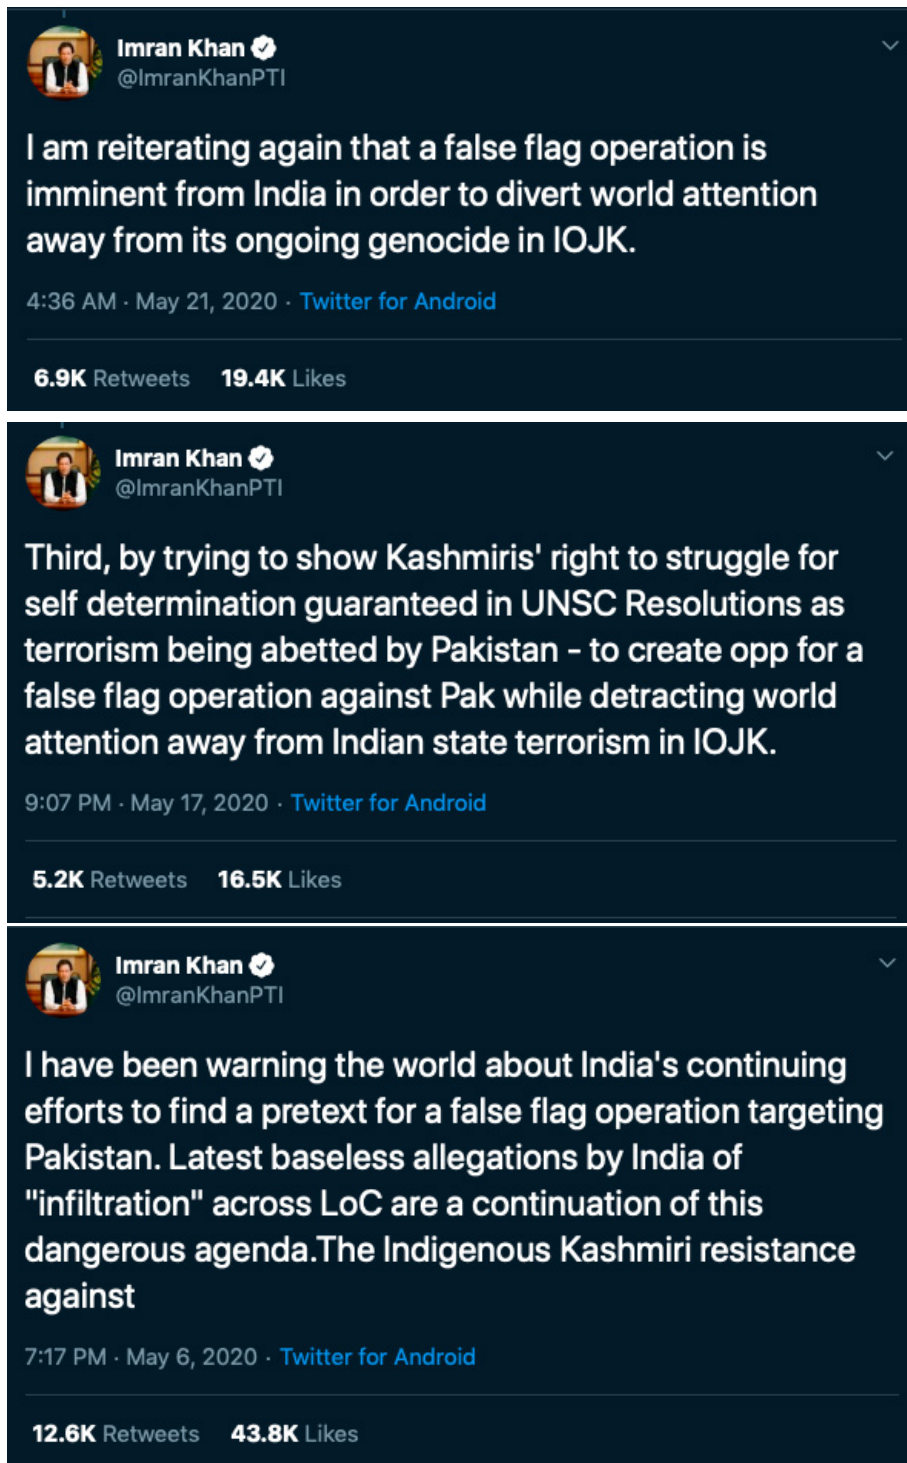 Imran Khan
@ImranKhanPTI
I am reiterating again that a false flag operation is
imminent from India in order to divert world attention
away from its ongoing genocide in IOJK.
4:36 AM · May 21, 2020 · Twitter for Android
6.9K Retweets 19.4K Likes
Imran Khan
@ImranKhanPTI
Third, by trying to show Kashmiris' right to struggle for
self determination guaranteed in UNSC Resolutions as
terrorism being abetted by Pakistan - to create opp for a
false flag operation against Pak while detracting world
attention away from Indian state terrorism in IOJK.
9:07 PM · May 17, 2020 · Twitter for Android
5.2K Retweets 16.5K Likes
Imran Khan
@ImranKhanPTI
I have been warning the world about India's continuing
efforts to find a pretext for a false flag operation targeting
Pakistan. Latest baseless allegations by India of
"infiltration" across LoC are a continuation of this
dangerous agenda.The Indigenous Kashmiri resistance
against
7:17 PM · May 6, 2020 · Twitter for Android
12.6K Retweets 43.8K Likes